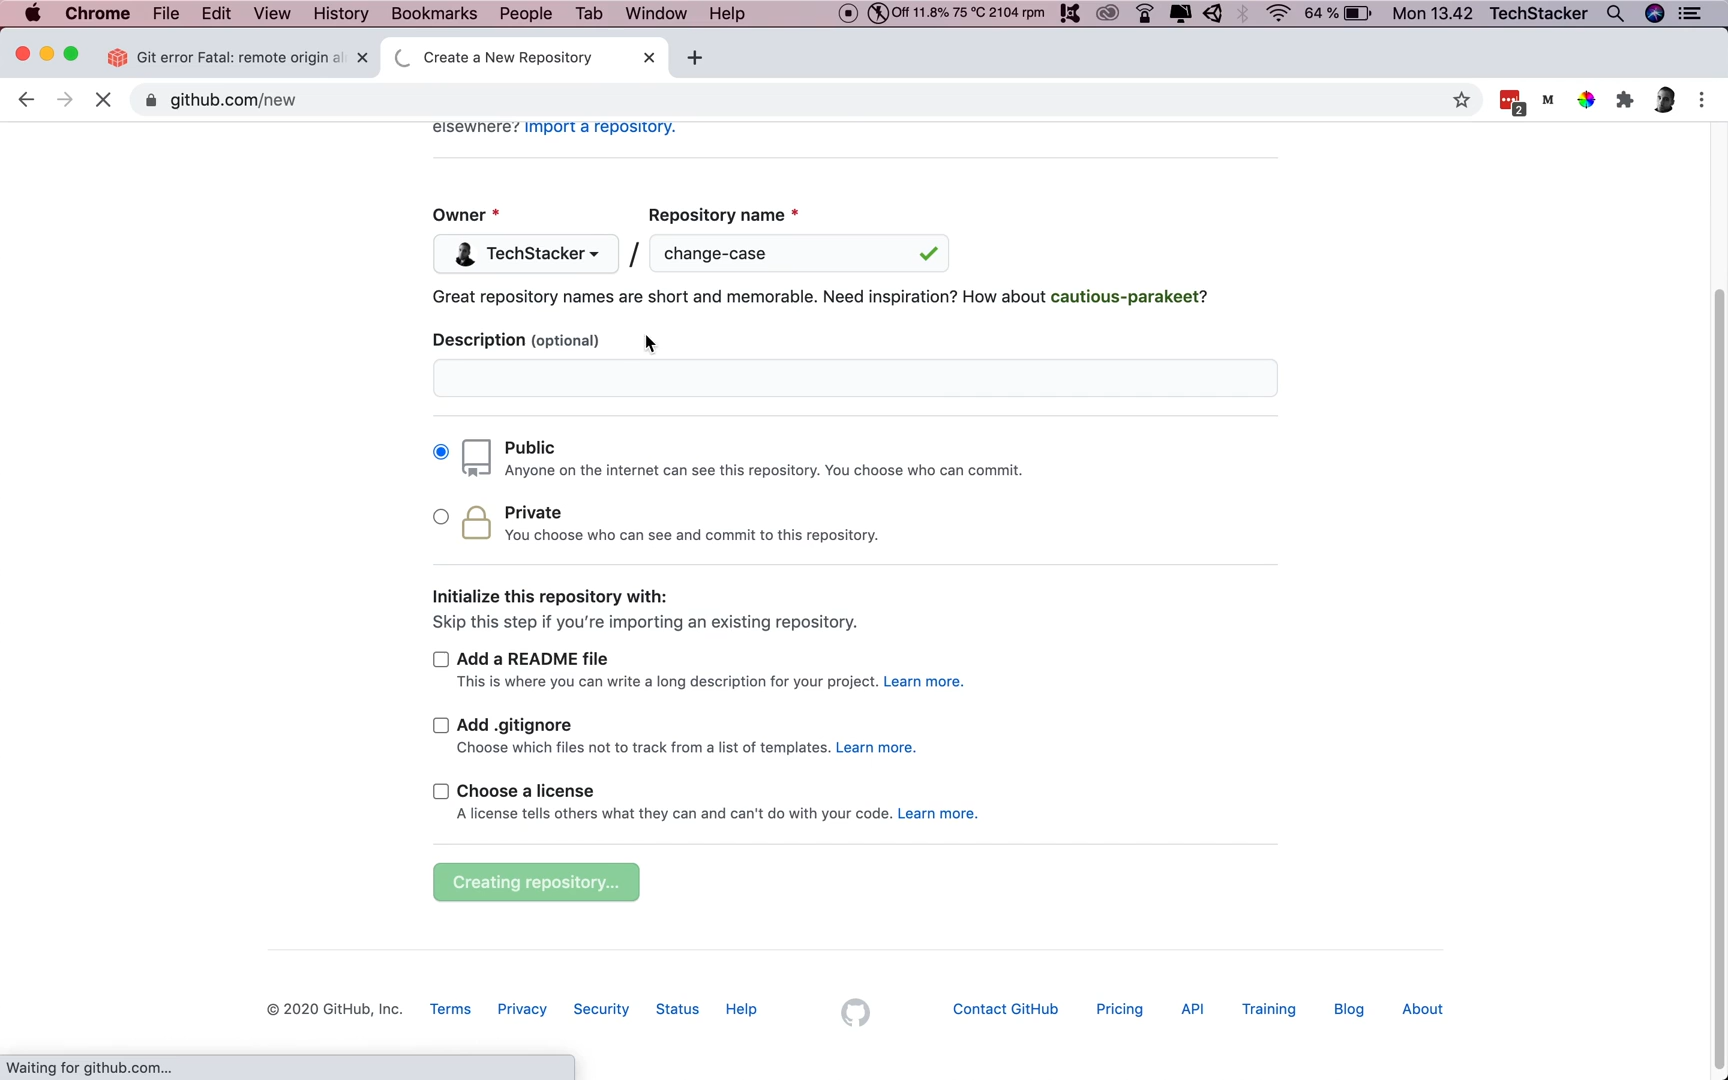 Chrome File Edit View History Bookmarks People Tab Window Help Off 11.8% 75 °C 2104 rpm 64 % Mon 13.42 TechStacker
Git error Fatal: remote origin al Create a New Repository
github.com/new 2 M
elsewhere? Import a repository.
Owner * Repository name *
TechStacker / change-case
Great repository names are short and memorable. Need inspiration? How about cautious-parakeet?
Description (optional)
Public
Anyone on the internet can see this repository. You choose who can commit.
Private
You choose who can see and commit to this repository.
Initialize this repository with:
Skip this step if you’re importing an existing repository.
Add a README file
This is where you can write a long description for your project. Learn more.
Add .gitignore
Choose which files not to track from a list of templates. Learn more.
Choose a license
A license tells others what they can and can't do with your code. Learn more.
Creating repository...
© 2020 GitHub, Inc. Terms Privacy Security Status Help Contact GitHub Pricing API Training Blog About
Waiting for github.com...